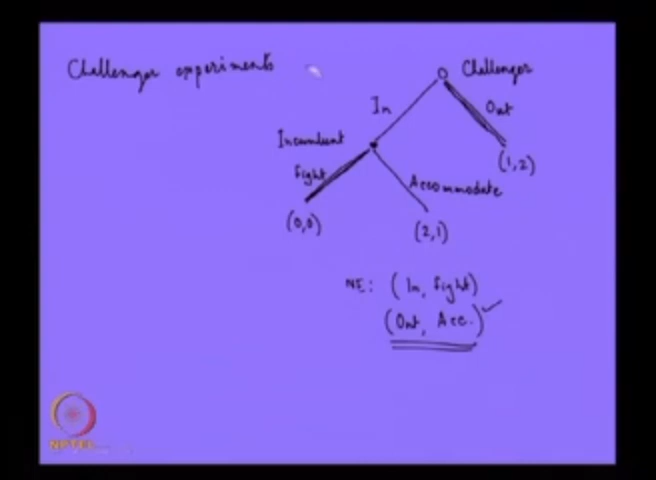 Challenger experiments
Challenger
In
Out
Incumbent
Fight
(1,2)
Accommodate
(0,0)
(2,1)
NE: (In, Fight)
(Out, Acc.)
NPTEL